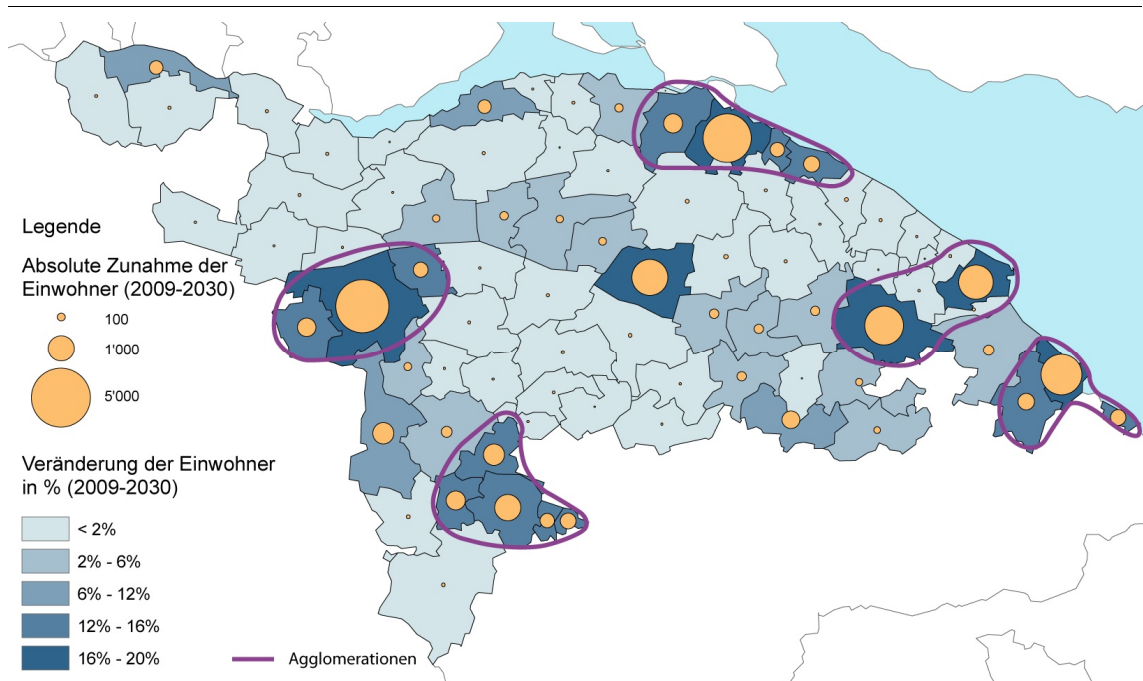 Legende
Absolute Zunahme der
Einwohner (2009-2030)
100
1'000
5'000
Veränderung der Einwohner
in % (2009-2030)
< 2%
2% - 6%
6% - 12%
12% - 16%
16% - 20%
Agglomerationen